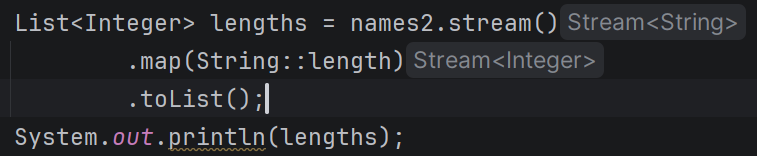 List<Integer> lengths = names2.stream() Stream<String>
.map(String::length) Stream<Integer>
.toList();
System.out.println(lengths);